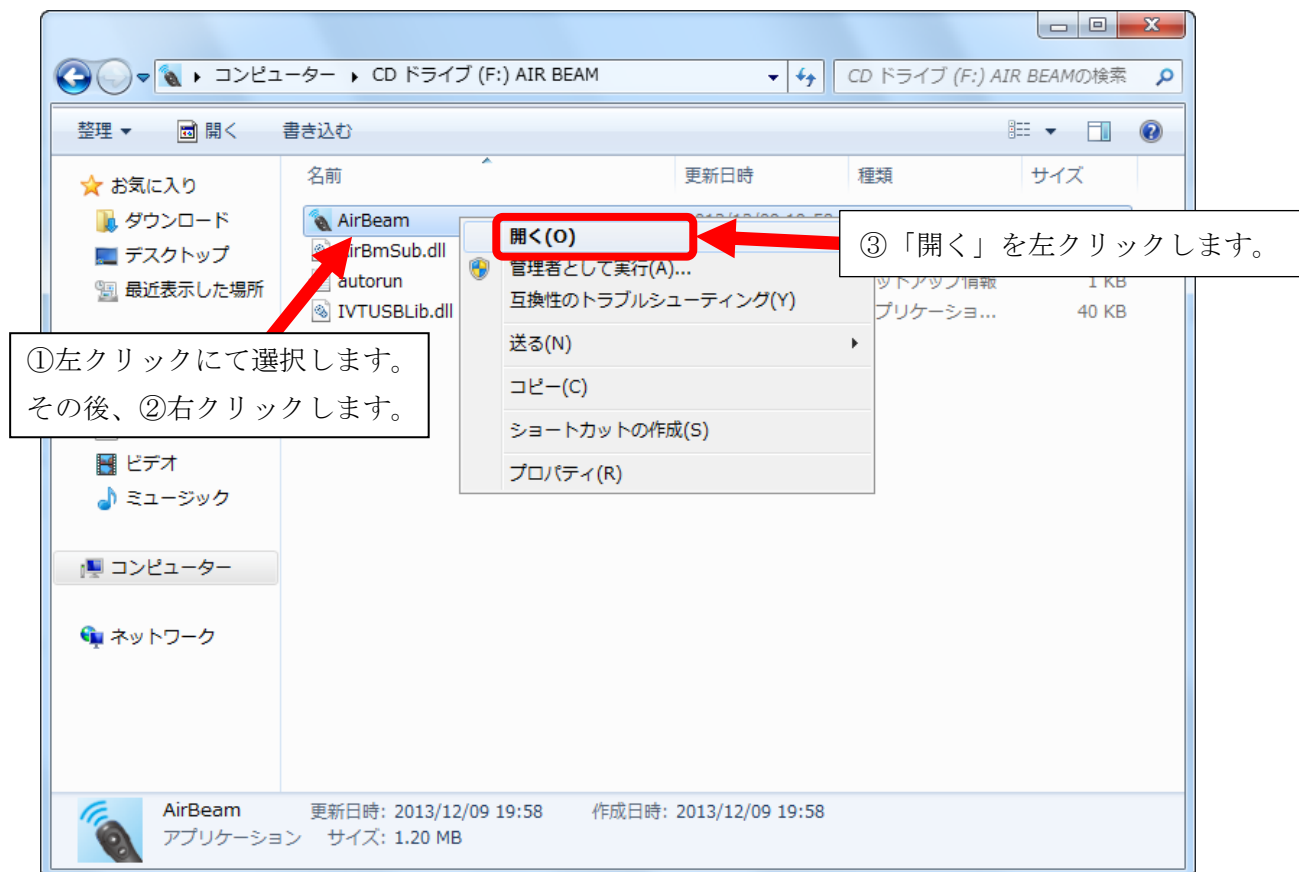 コンピューター ▸ CD ドライブ (F:) AIR BEAM
CD ドライブ (F:) AIR BEAMの検索
整理 開く 書き込む
名前 更新日時 種類 サイズ
お気に入り
ダウンロード
デスクトップ
最近表示した場所
AirBeam
irBmSub.dll
autorun
IVTUSBLib.dll
ットアップ情報 1 KB
プリケーショ... 40 KB
開く(O)
管理者として実行(A)...
互換性のトラブルシューティング(Y)
送る(N)
コピー(C)
ショートカットの作成(S)
プロパティ(R)
③「開く」を左クリックします。
①左クリックにて選択します。
その後、②右クリックします。
ビデオ
ミュージック
コンピューター
ネットワーク
AirBeam 更新日時: 2013/12/09 19:58 作成日時: 2013/12/09 19:58
アプリケーション サイズ: 1.20 MB